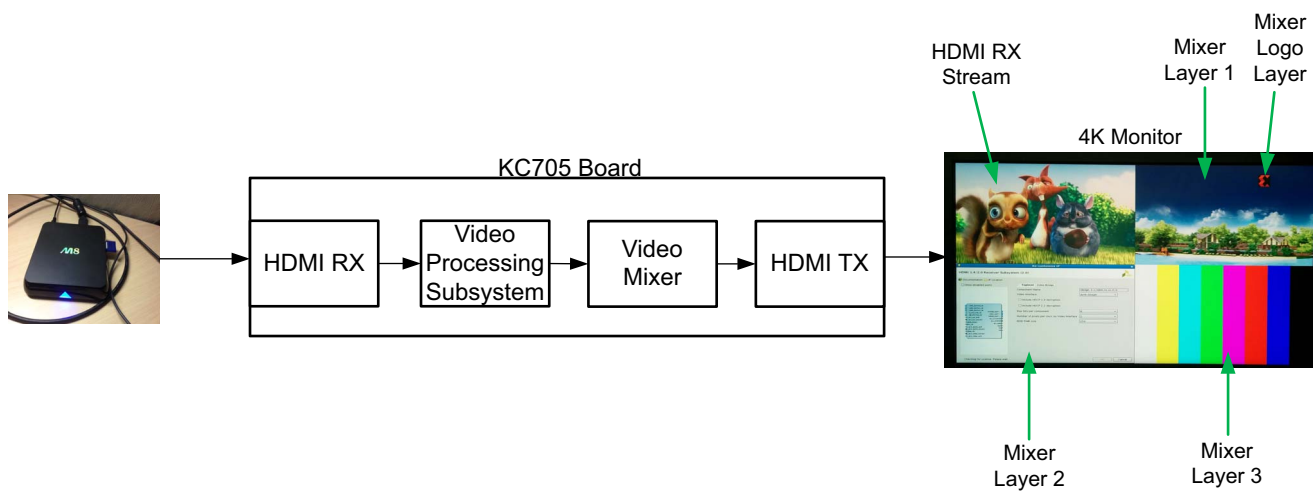 HDMI RX
Stream
Mixer
Layer 1
Mixer
Logo
Layer
4K Monitor
KC705 Board
M8
HDMI RX
Video
Processing
Subsystem
Video
Mixer
HDMI TX
Mixer
Layer 2
Mixer
Layer 3